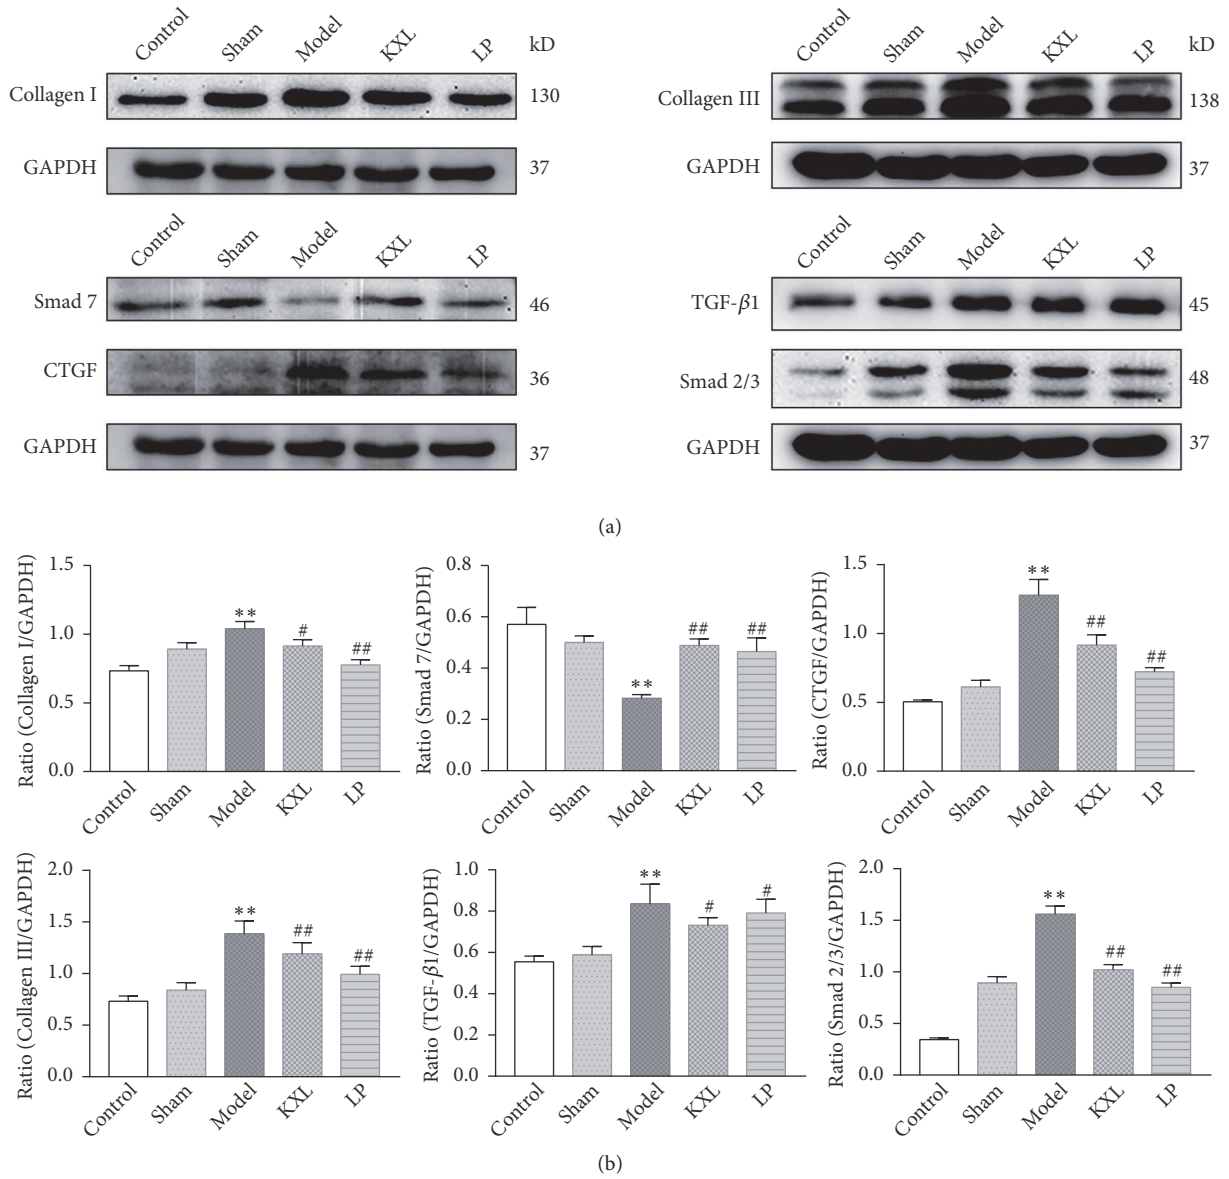 Control Sham Model KXL LP kD
Collagen I 130
GAPDH 37
Control Sham Model KXL LP kD
Collagen III 138
GAPDH 37
Control Sham Model KXL LP
Smad 7 46
CTGF 36
GAPDH 37
Control Sham Model KXL LP
TGF-β1 45
Smad 2/3 48
GAPDH 37
(a)
Ratio (Collagen I/GAPDH)
1.5
1.0
0.5
0.0
** # ##
Control Sham Model KXL LP
Ratio (Smad 7/GAPDH)
0.8
0.6
0.4
0.2
0.0
** ## ##
Control Sham Model KXL LP
Ratio (CTGF/GAPDH)
1.5
1.0
0.5
0.0
** ## ##
Control Sham Model KXL LP
Ratio (Collagen III/GAPDH)
2.0
1.5
1.0
0.5
0.0
** ## ##
Control Sham Model KXL LP
Ratio (TGF-β1/GAPDH)
1.0
0.8
0.6
0.4
0.2
0.0
** # #
Control Sham Model KXL LP
Ratio (Smad 2/3/GAPDH)
2.0
1.5
1.0
0.5
0.0
** ## ##
Control Sham Model KXL LP
(b)